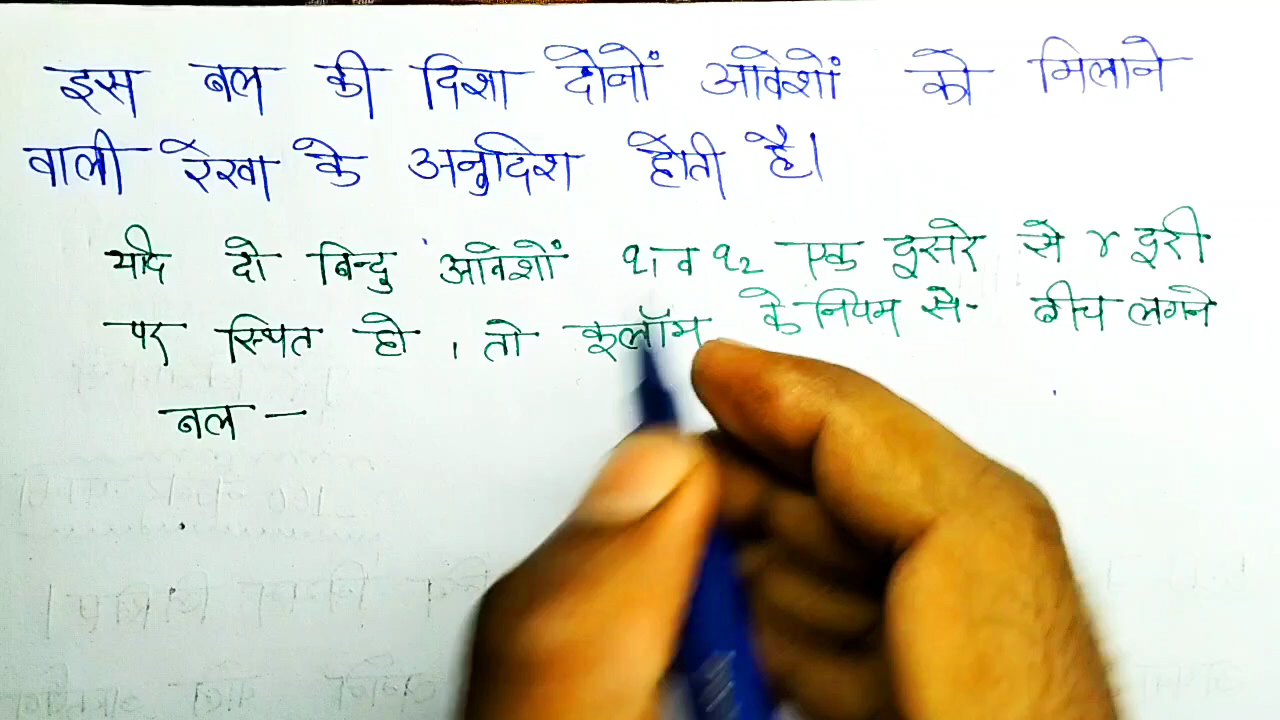 इस बल की दिशा दोनों आवेशों को मिलाने
वाली रेखा के अनुदिश होती है।
यदि दो बिन्दु आवेशों q1 व q2 एक दूसरे से r दूरी
पर स्थित हो , तो कूलॉम के नियम से- बीच लगने
बल –